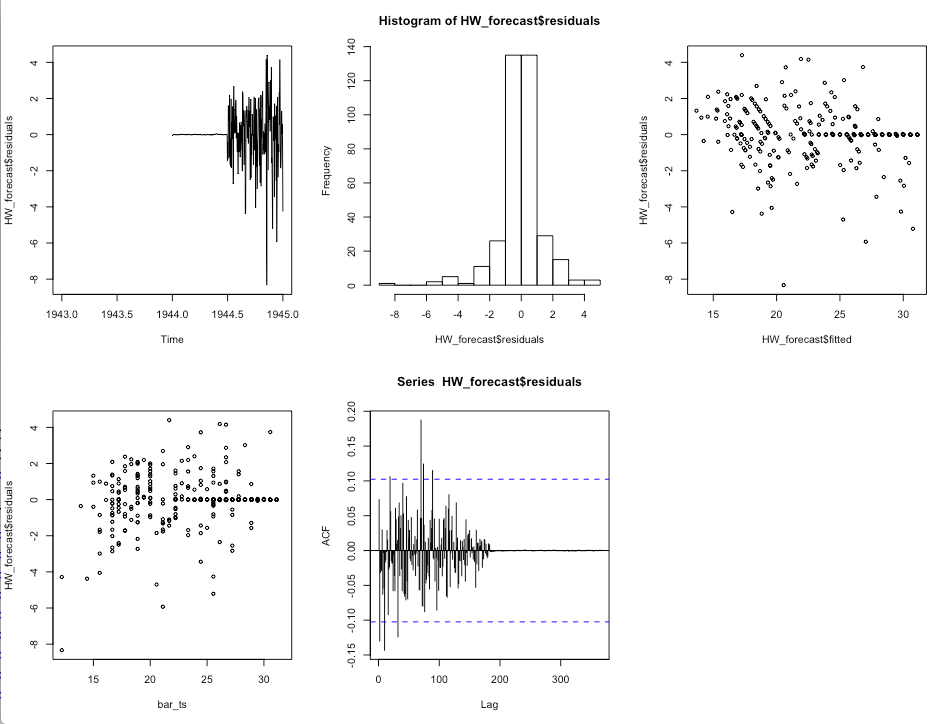 Histogram of HW_forecast$residuals
HW_forecast$residuals
4
2
0
-2
-4
-6
-8
1943.0 1943.5 1944.0 1944.5 1945.0
Time
Frequency
140
100
80
60
40
20
0
-8 -6 -4 -2 0 2 4
HW_forecast$residuals
HW_forecast$residuals
4
2
0
-2
-4
-6
-8
15 20 25 30
HW_forecast$fitted
Series HW_forecast$residuals
HW_forecast$residuals
4
2
0
-2
-4
-6
-8
15 20 25 30
bar_ts
ACF
0.20
0.15
0.10
0.05
0.00
-0.05
-0.10
-0.15
0 100 200 300
Lag